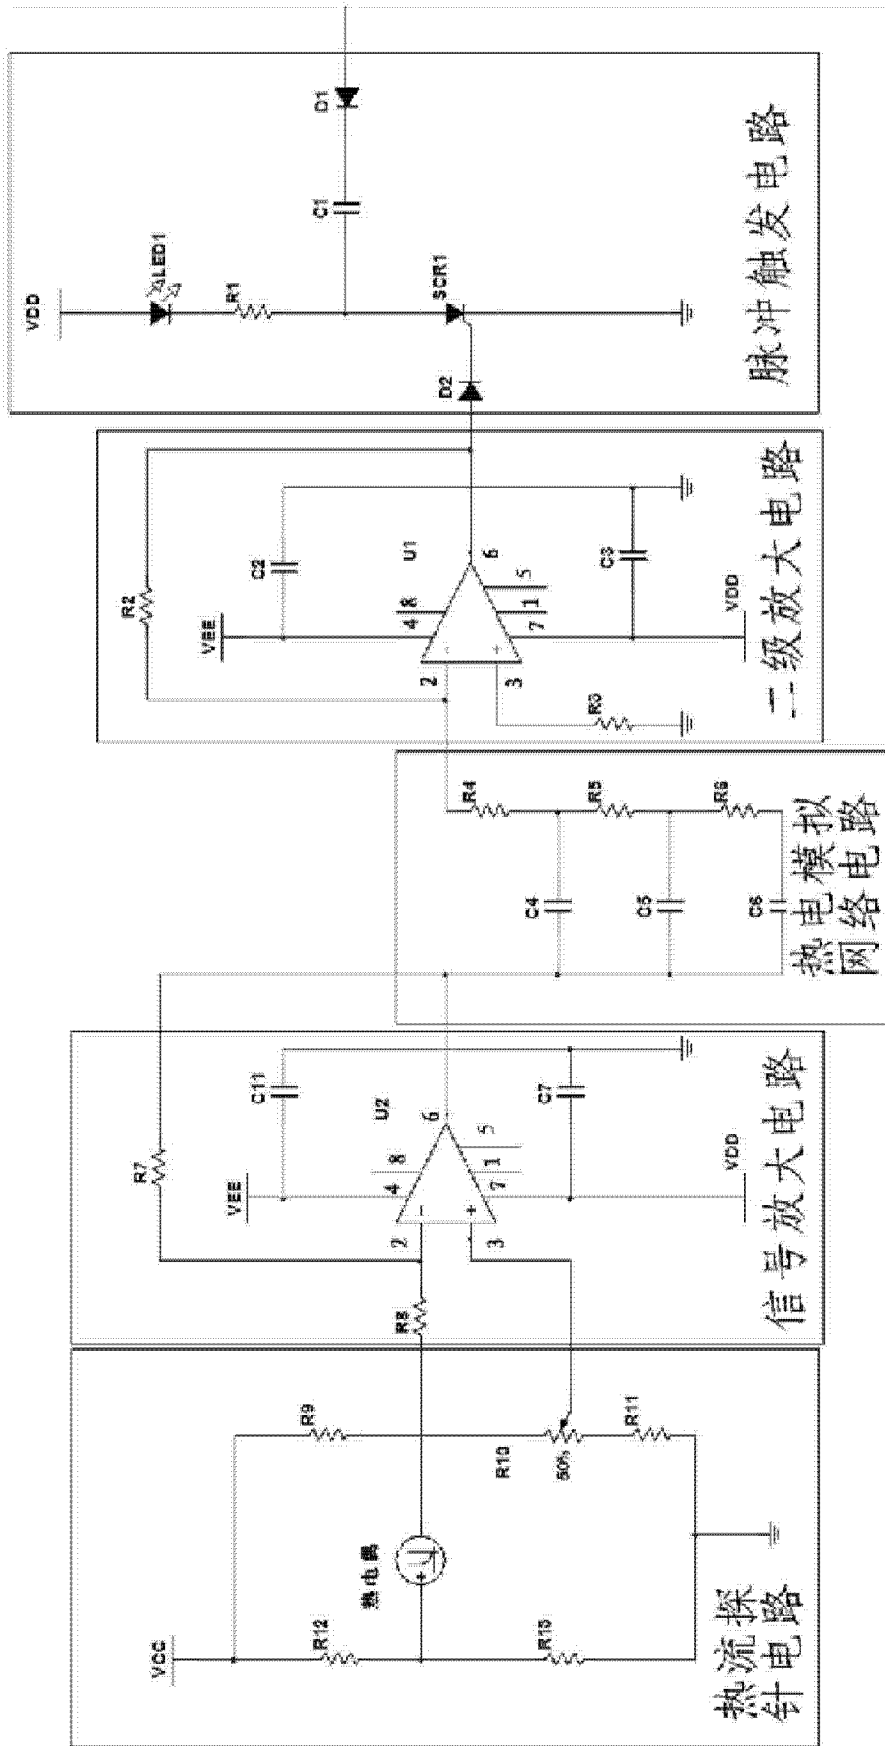 VCC
R12
热电偶
U
+
R13
R9
R10
50%
R11
热流探
针电路
R7
R8
VEE
C11
U2
2
3
4
8
6
5
1
7
-
+
C7
VDD
信号放大电路
R4
C4
R5
C5
R6
C6
热电模拟
网络电路
R2
VEE
C2
U1
2
3
4
8
6
5
1
7
-
+
R3
C3
VDD
二级放大电路
VDD
LED1
R1
C1
D1
SCR1
D2
脉冲触发电路